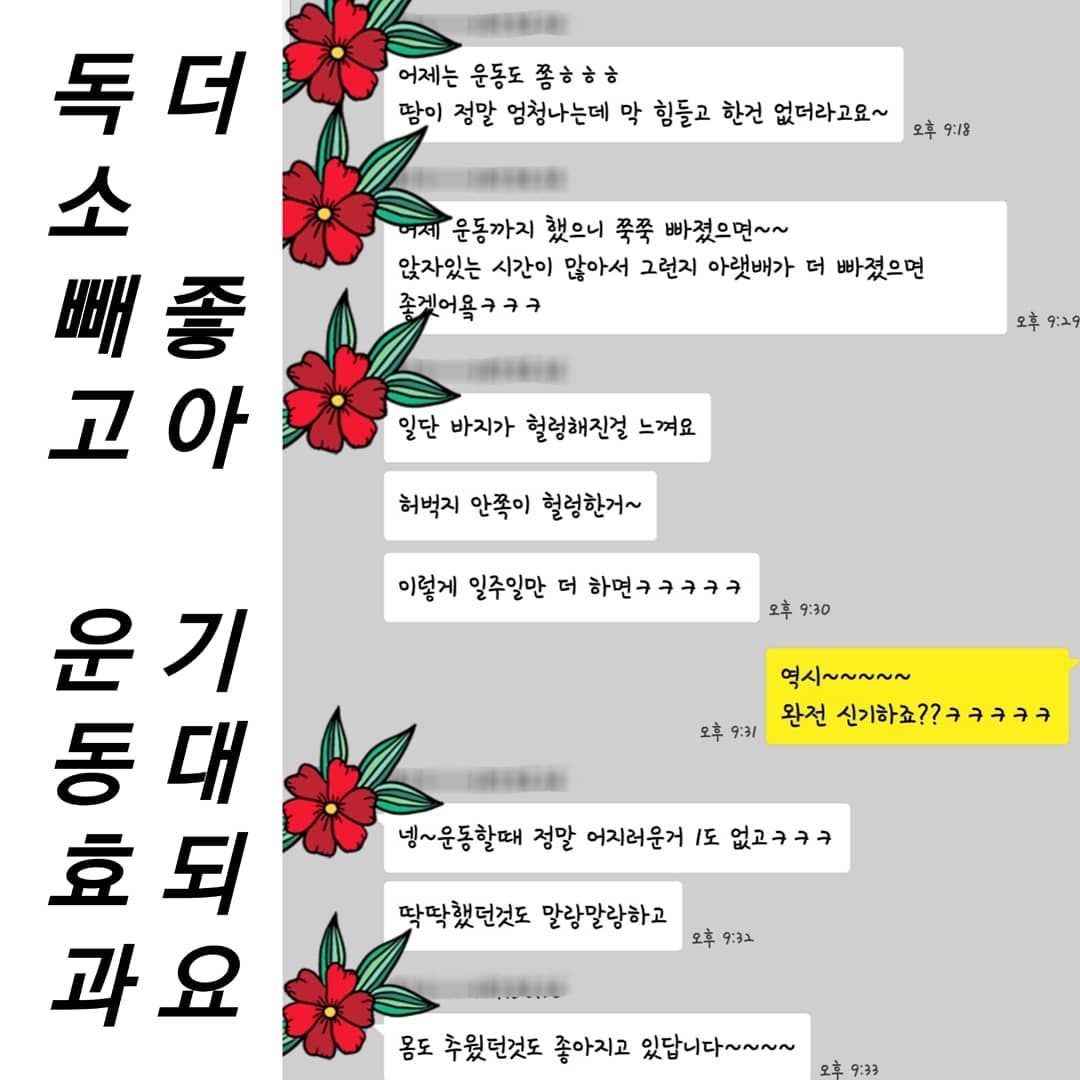 독소빼고 운동효과
더 좋아 기대되요
어제는 운동도 쫌ㅎㅎㅎ
땀이 정말 엄청나는데 막 힘들고 한건 없더라고요~
오후 9:18
어제 운동까지 했으니 쭉쭉 빠졌으면~~
앉자있는 시간이 많아서 그런지 아랫배가 더 빠졌으면
좋겟어욬ㅋㅋㅋ
오후 9:29
일단 바지가 헐렁해진걸 느껴요
허벅지 안쪽이 헐렁한거~
이렇게 일주일만 더 하면ㅋㅋㅋㅋㅋ
오후 9:30
역시~~~~~
완전 신기하죠??ㅋㅋㅋㅋㅋ
오후 9:31
넹~운동할때 정말 어지러운거 1도 없고ㅋㅋㅋ
딱딱했던것도 말랑말랑하고
오후 9:32
몸도 추웠던것도 좋아지고 있답니다~~~~
오후 9:33